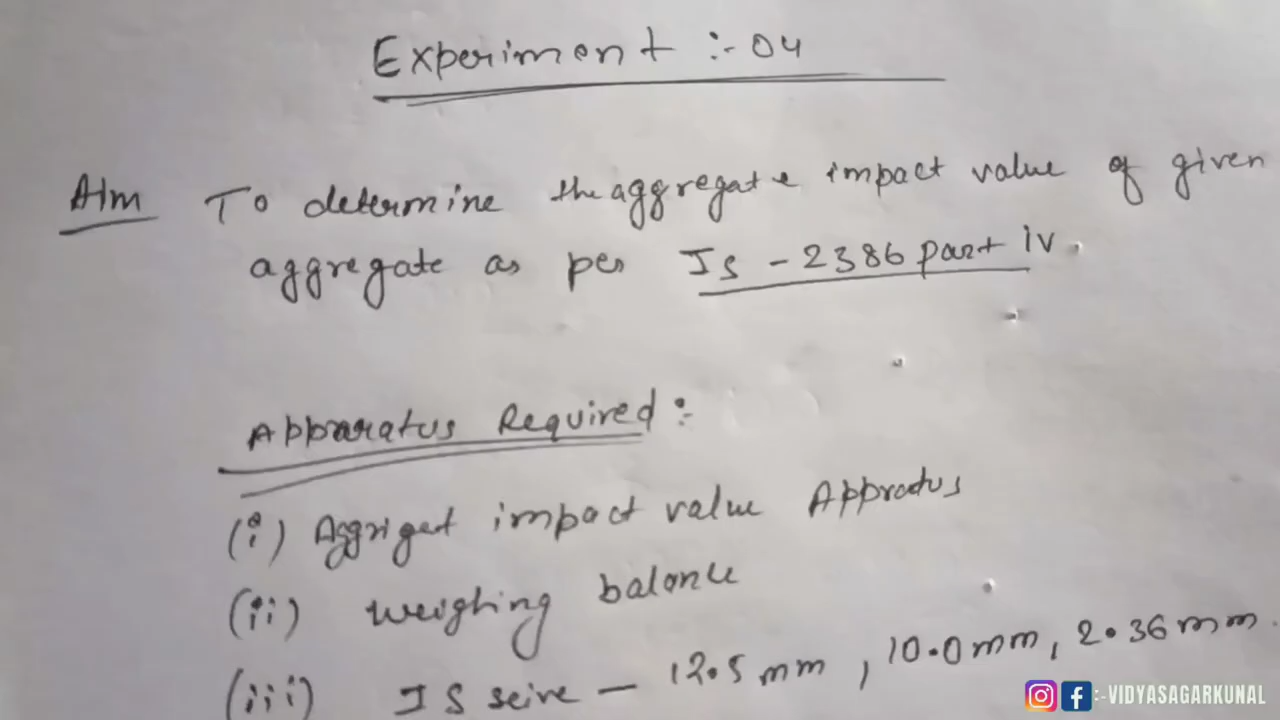 Experiment :- 04
Aim To determine the aggregate impact value of given
aggregate as per IS - 2386 part iv.
Apparatus Required :-
(i) Aggriget impact value Appratus
(ii) weighing balance
(iii) IS seive - 12.5 mm, 10.0 mm, 2.36 mm.
:-VIDYASAGARKUNAL